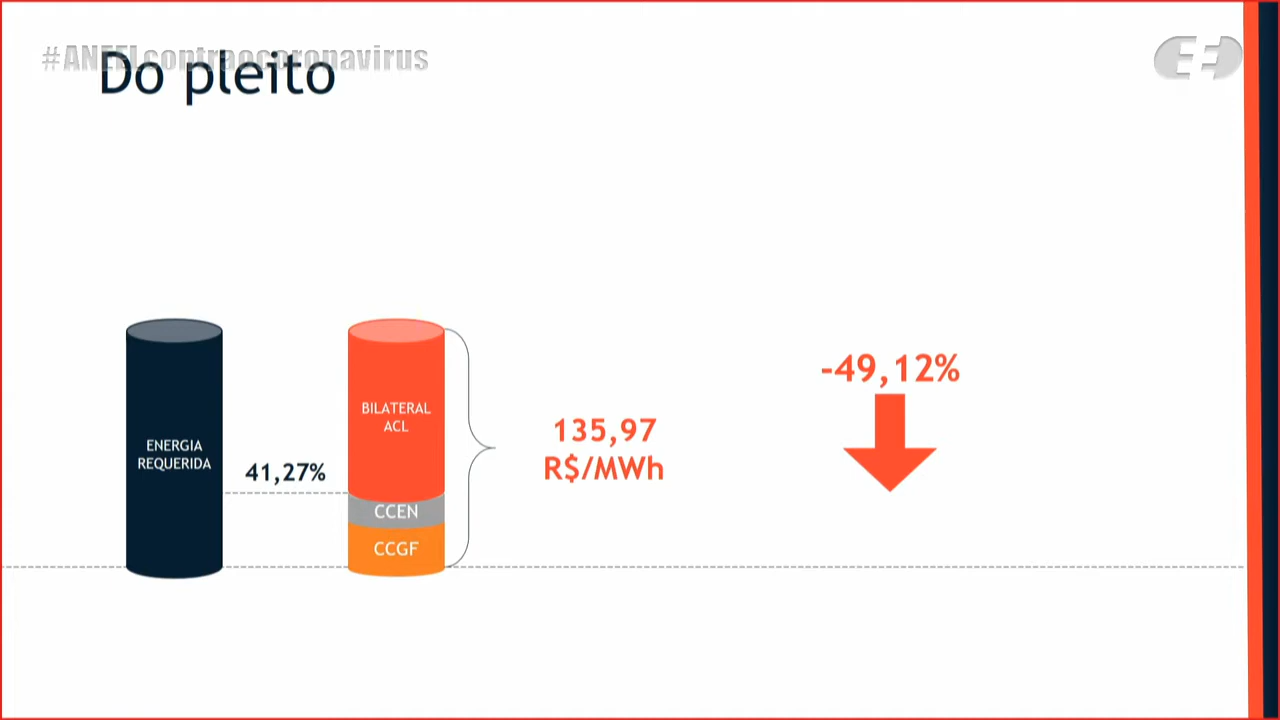 #ANEELcontraocoronavirus
Do pleito
ENERGIA
REQUERIDA
41,27%
BILATERAL
ACL
CCEN
CCGF
135,97
R$/MWh
-49,12%